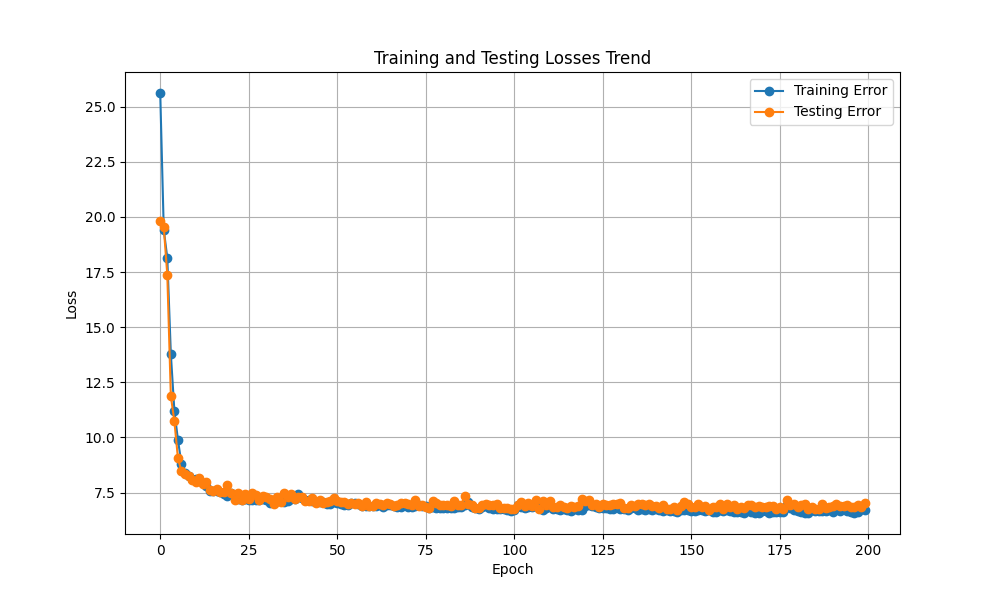 Training and Testing Losses Trend
Training Error
Testing Error
25.0
22.5
20.0
17.5
15.0
12.5
10.0
7.5
Loss
0 25 50 75 100 125 150 175 200
Epoch